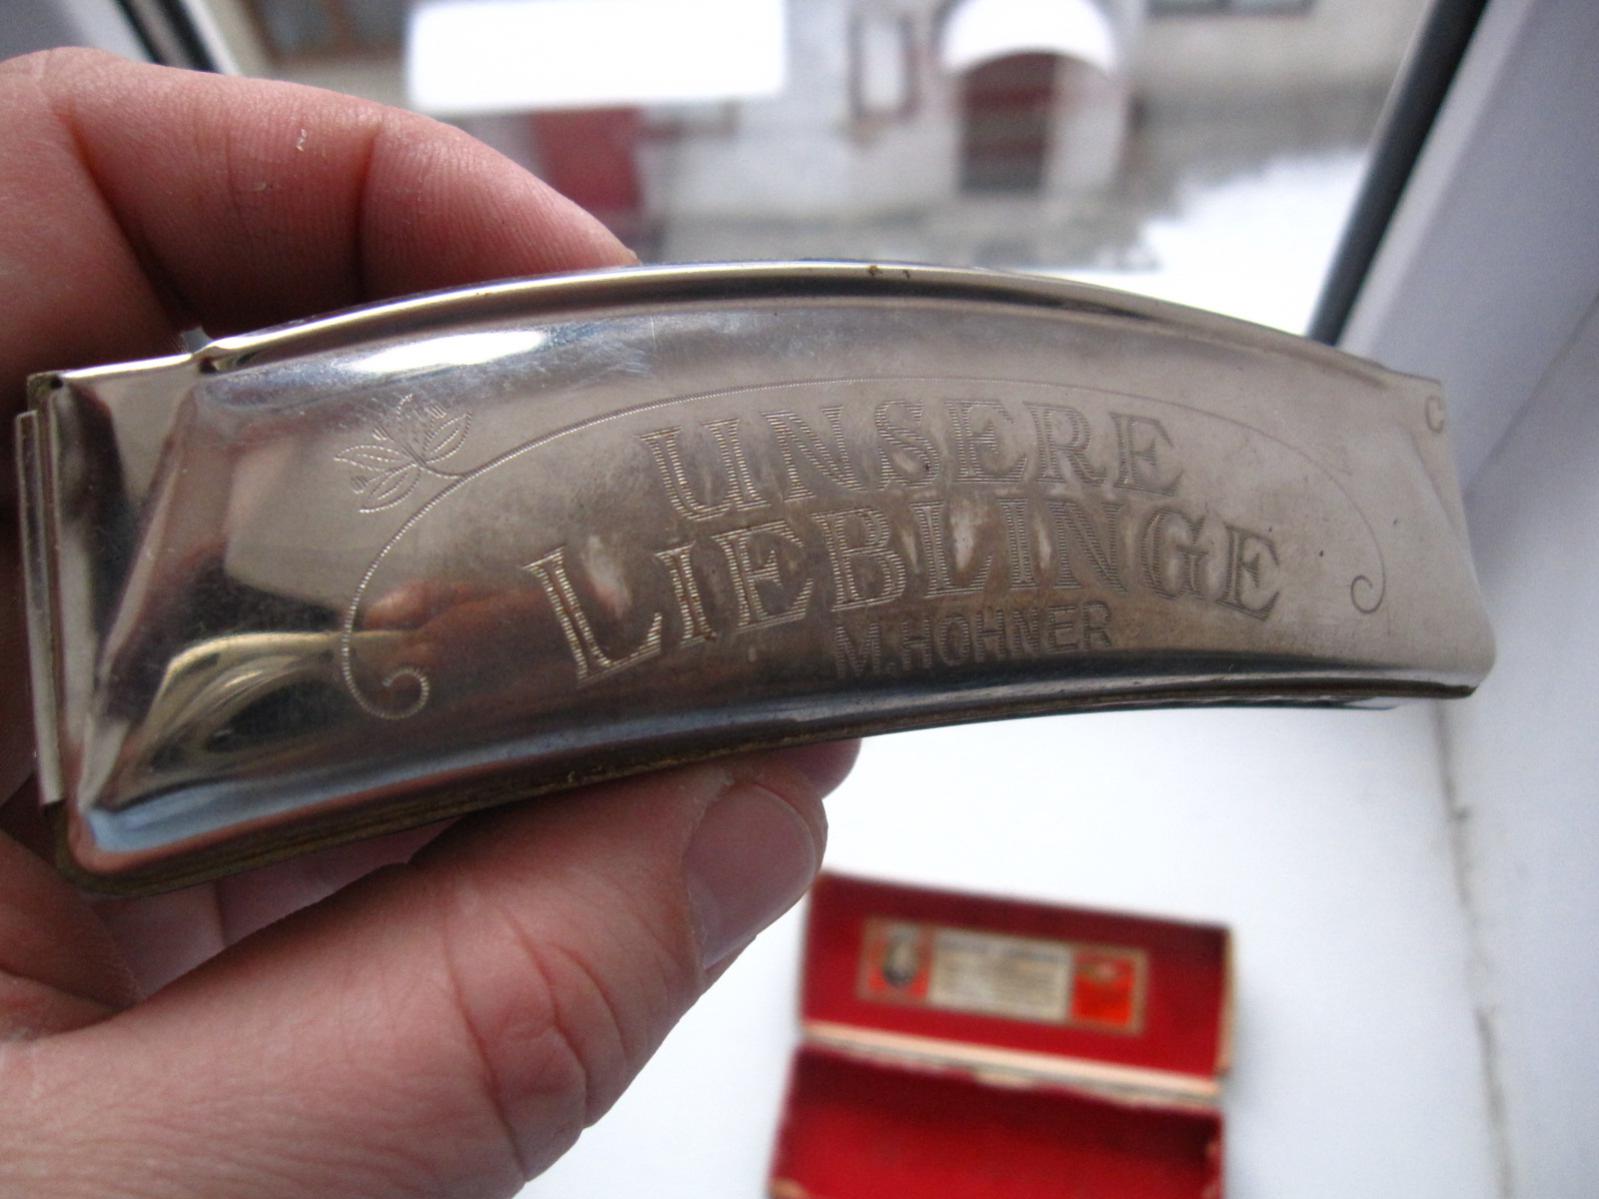 UNSERE
LIEBLINGE
M. HOHNER
C